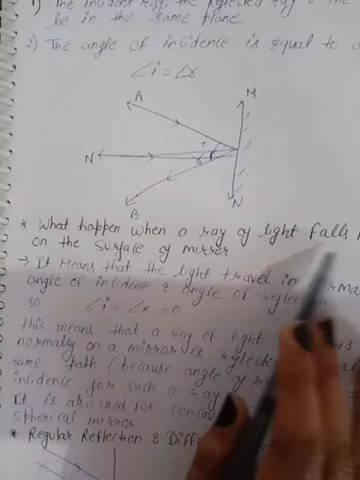 1) The incident ray, the reflected ray & the
be in the same plane
2) The angle of incidence is equal to
∠i = ∠r
A
M
N
B
N
* What happen when a ray of light falls
on the surface of mirror
→ It Means that the light travel in
angle of incidence & angle of reflection
so
∠i = ∠r = 0
this means that a ray of light
normally on a mirror is reflected
same path (because angle of
incidence for such a ray
It is also used for
spherical mirror
* Regular Reflection &